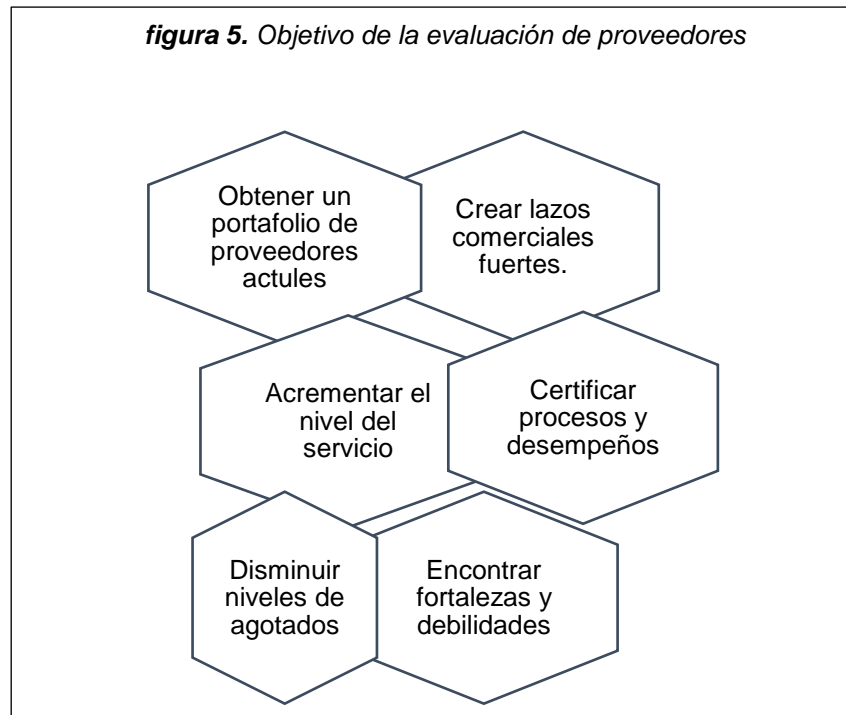 figura 5. Objetivo de la evaluación de proveedores
Obtener un
portafolio de
proveedores
actules
Crear lazos
comerciales
fuertes.
Acrementar el
nivel del
servicio
Certificar
procesos y
desempeños
Disminuir
niveles de
agotados
Encontrar
fortalezas y
debilidades